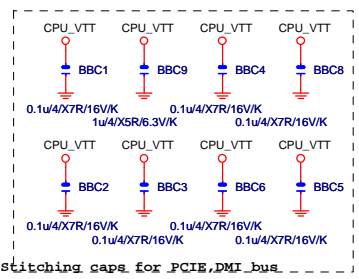 CPU_VTT CPU_VTT CPU_VTT CPU_VTT
BBC1 BBC9 BBC4 BBC8
0.1u/4/X7R/16V/K 0.1u/4/X7R/16V/K
1u/4/X5R/6.3V/K 0.1u/4/X7R/16V/K
CPU_VTT CPU_VTT CPU_VTT CPU_VTT
BBC2 BBC3 BBC6 BBC5
0.1u/4/X7R/16V/K 0.1u/4/X7R/16V/K
0.1u/4/X7R/16V/K 0.1u/4/X7R/16V/K
Stitching caps for PCIE,DMI bus